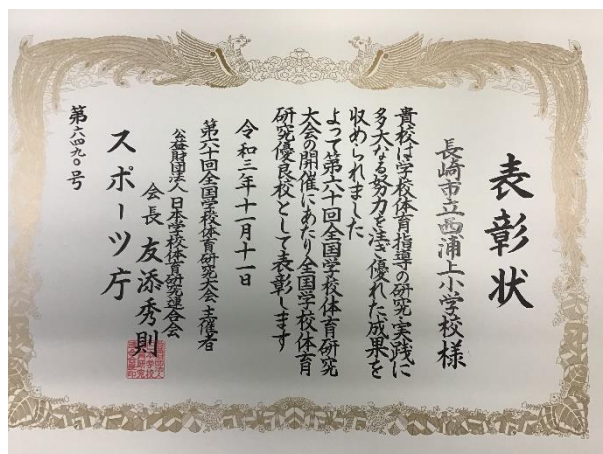 表彰状
長崎市立西浦上小学校様
貴校は学校体育指導の研究実践に
多大なる努力を注ぎ優れた成果を
収められました
よって第六十回全国学校体育研究
大会の開催にあたり全国学校体育
研究優良校として表彰します
令和三年十一月十一日
第六十回全国学校体育研究大会主催者
公益財団法人日本学校体育研究連合会
会長友添秀則
スポーツ庁
第六四九〇号